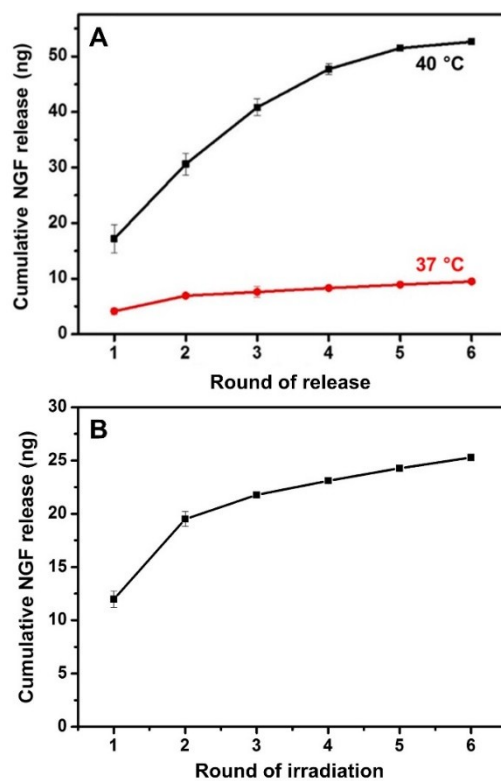 A
Cumulative NGF release (ng)
50
40
30
20
10
0
40 °C
37 °C
1 2 3 4 5 6
Round of release
B
Cumulative NGF release (ng)
30
25
20
15
10
5
0
1 2 3 4 5 6
Round of irradiation